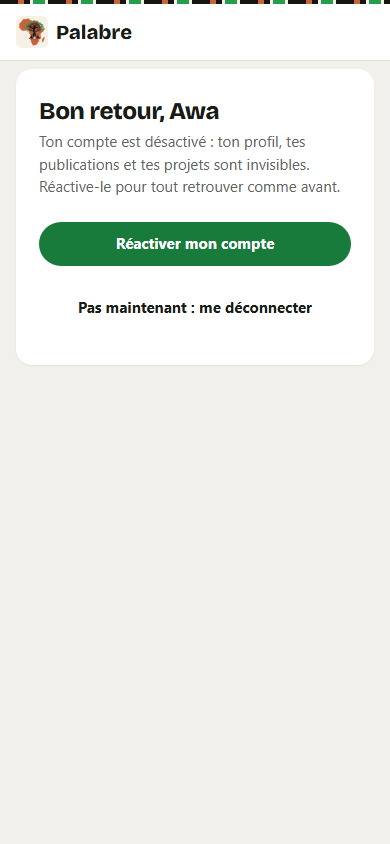 Palabre
Bon retour, Awa
Ton compte est désactivé : ton profil, tes
publications et tes projets sont invisibles.
Réactive-le pour tout retrouver comme avant.
Réactiver mon compte
Pas maintenant : me déconnecter